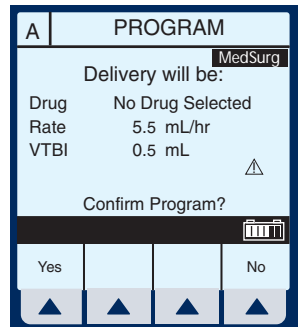 A PROGRAM
MedSurg
Delivery will be:
Drug No Drug Selected
Rate 5.5 mL/hr
VTBI 0.5 mL
Confirm Program?
Yes No